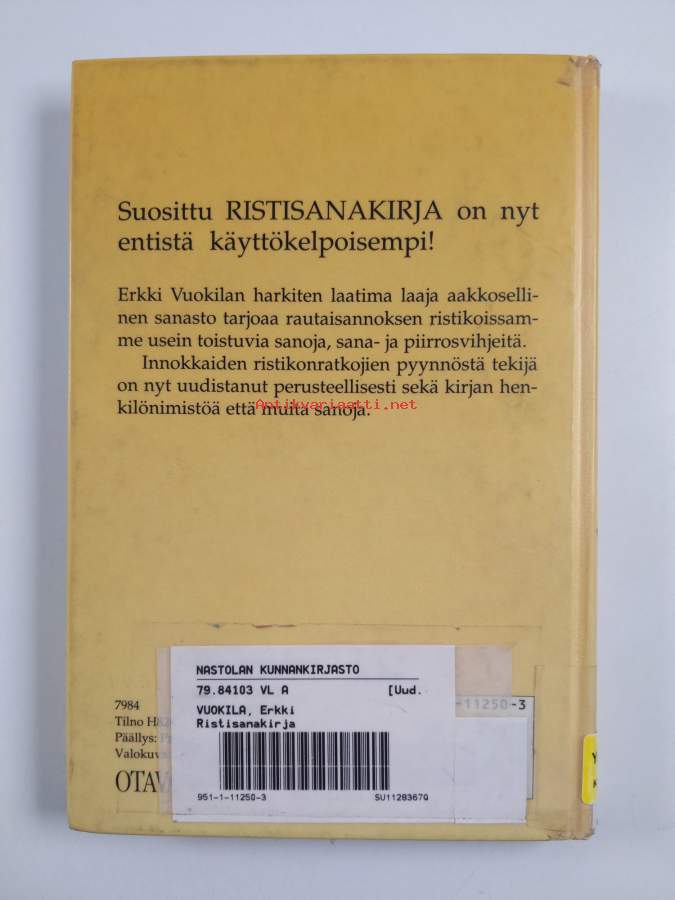 Suosittu RISTISANAKIRJA on nyt
entistä käyttökelpoisempi!
Erkki Vuokilan harkiten laatima laaja aakkoselli-
nen sanasto tarjoaa rautaisannoksen ristikoissam-
me usein toistuvia sanoja, sana- ja piirrosvihjeitä.
Innokkaiden ristikonratkojien pyynnöstä tekijä
on nyt uudistanut perusteellisesti sekä kirjan hen-
kilönimistöä että muita sanoja.
Antikvariaatti.net
NASTOLAN KUNNANKIRJASTO
79.84103 VL A [Uud.
VUOKILA, Erkki
Ristisanakirja
951-1-11250-3 SU1128367Q
7984
Tilno
Päällys:
-11250-3